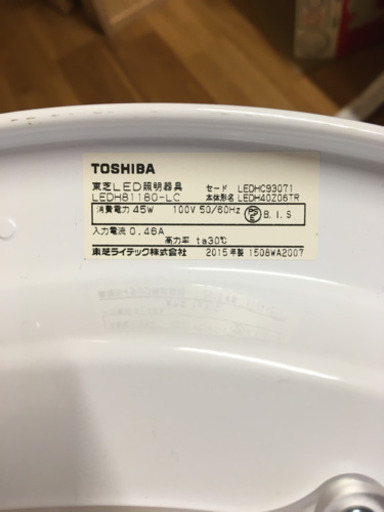 TOSHIBA
東芝LED照明器具 セード LEDHC93071
LEDH81180-LC 本体形名 LEDH40Z06TR
消費電力 45W 100V 50/60Hz PSE B.I.S
入力電流 0.46A
高力率 ta30℃
東芝ライテック株式会社 2015年製 1508WA2007